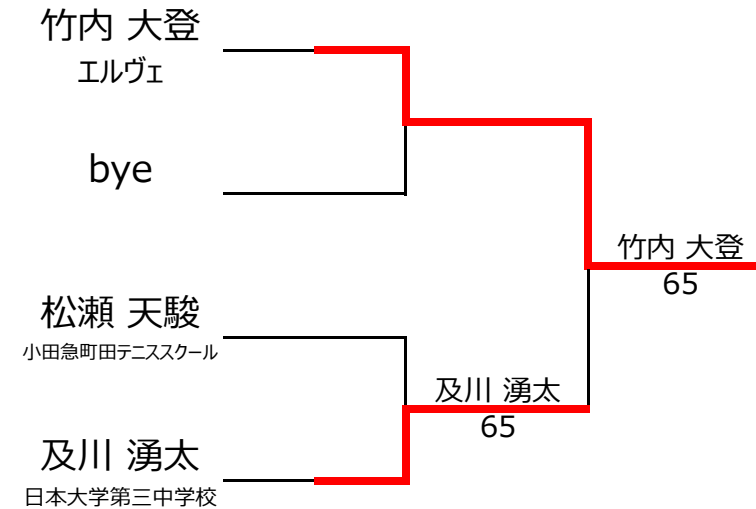 竹内 大登
エルヴェ
bye
竹内 大登
65
松瀬 天駿
小田急町田テニススクール
及川 湧太
65
及川 湧太
日本大学第三中学校